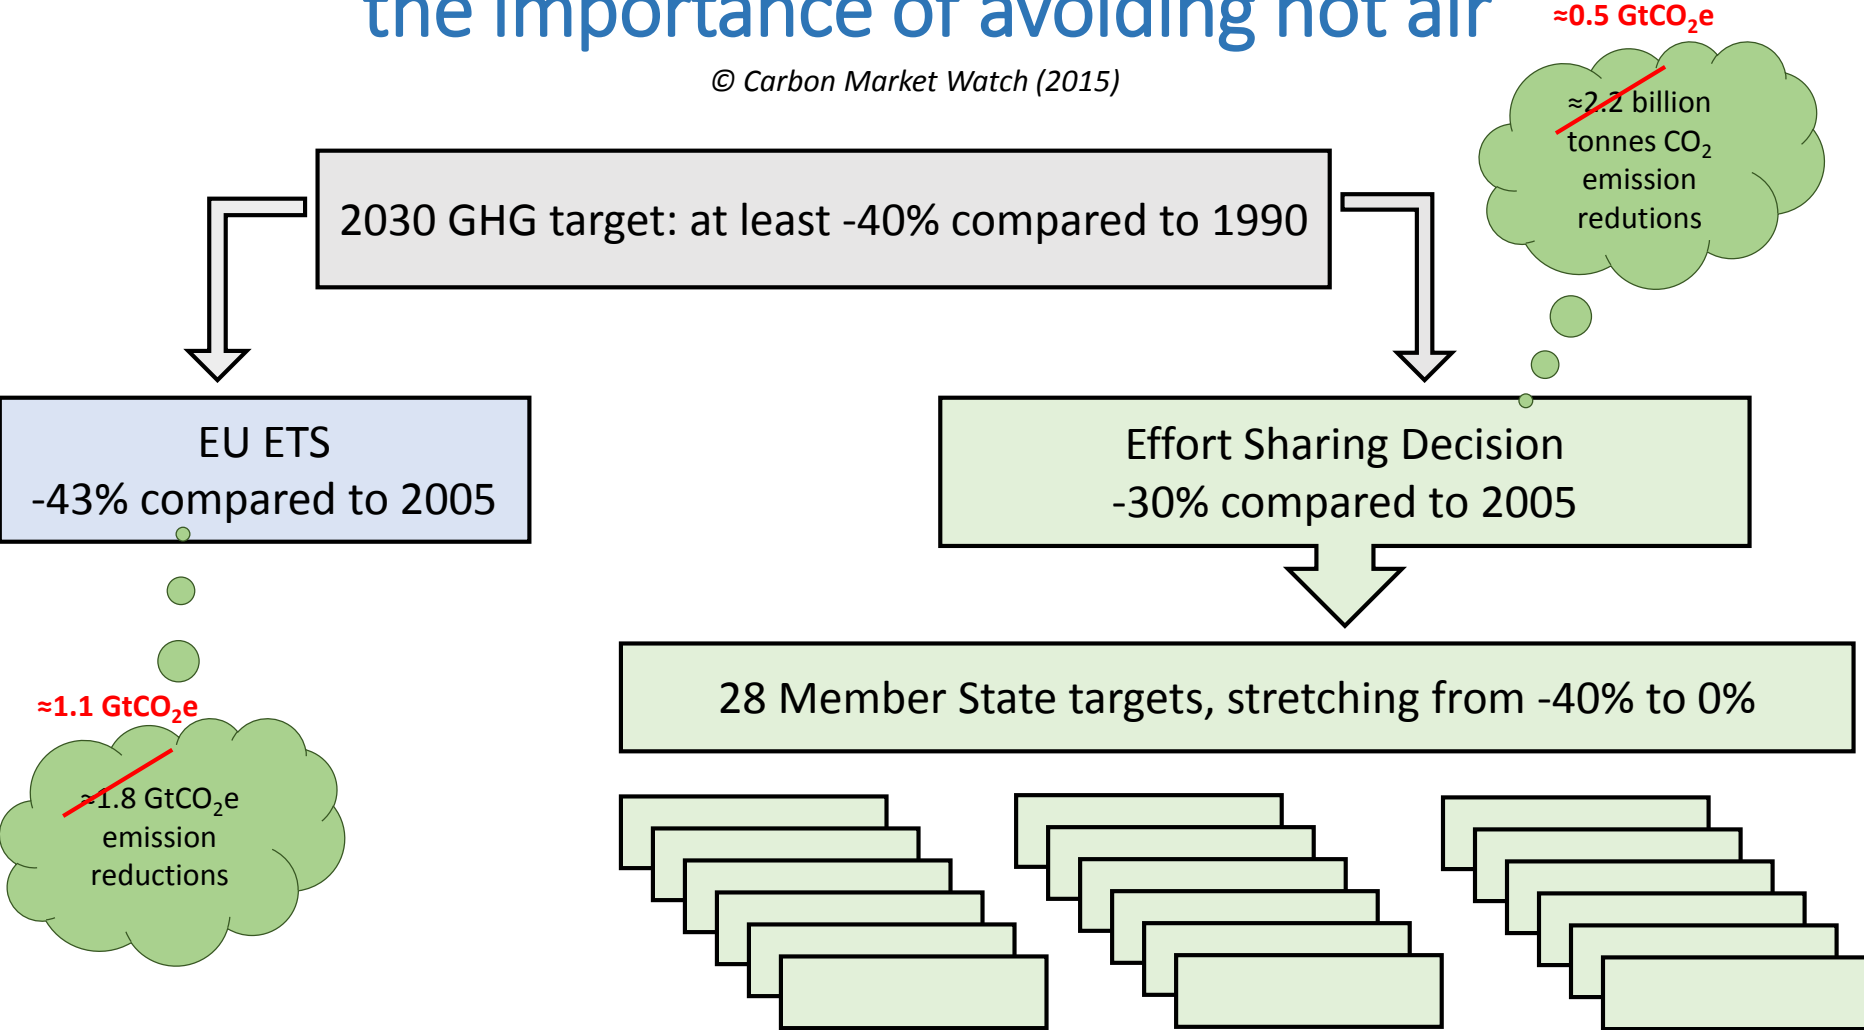 the importance of avoiding hot air
≈0.5 GtCO₂e
© Carbon Market Watch (2015)
≈2.2 billion
tonnes CO₂
emission
redutions
2030 GHG target: at least -40% compared to 1990
EU ETS
-43% compared to 2005
Effort Sharing Decision
-30% compared to 2005
28 Member State targets, stretching from -40% to 0%
≈1.1 GtCO₂e
≈1.8 GtCO₂e
emission
reductions